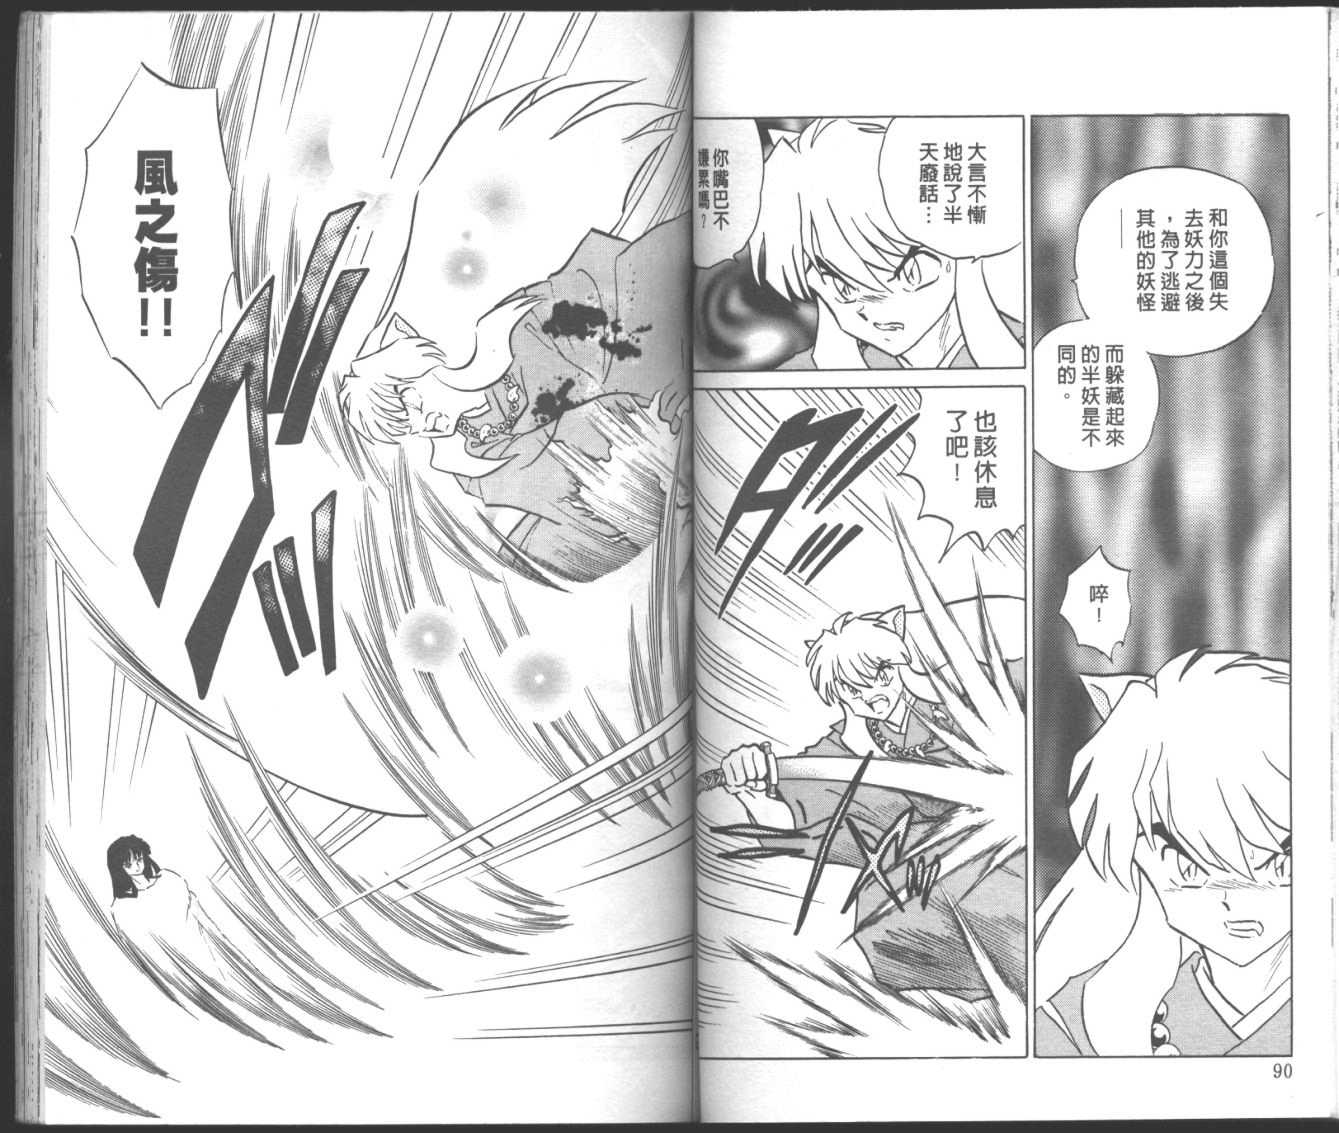 和你這個失
去妖力之後
，為了逃避
其他的妖怪
——
而躲藏起來
的半妖是不
同的。
啐！
大言不慚
地說了半
天廢話…
你嘴巴不
嫌累嗎？
也該休息
了吧！
90
風之傷！！